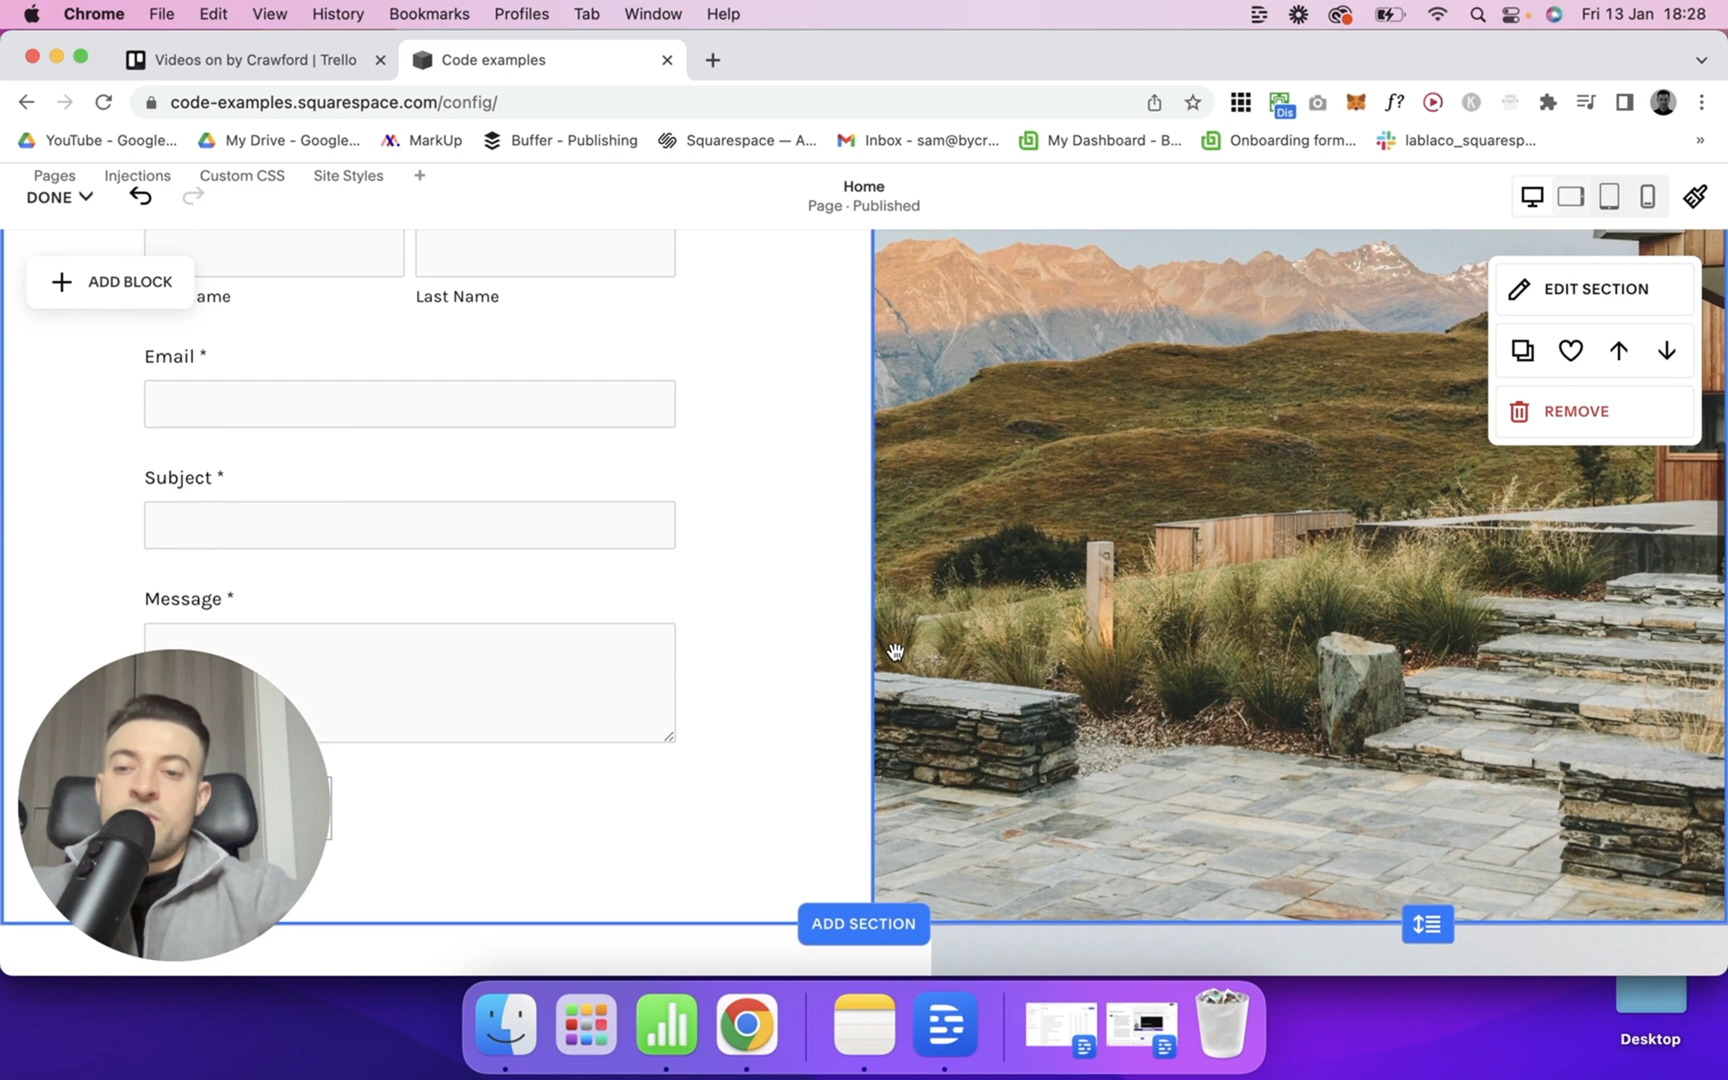 Chrome File Edit View History Bookmarks Profiles Tab Window Help Fri 13 Jan 18:28
Videos on by Crawford | Trello Code examples
code-examples.squarespace.com/config/ Dis f?
YouTube - Google... My Drive - Google... MarkUp Buffer - Publishing Squarespace — A... Inbox - sam@bycr... My Dashboard - B... Onboarding form... lablaco_squaresp... »
Pages Injections Custom CSS Site Styles +
DONE
Home
Page · Published
ADD BLOCK
ame
Last Name
EDIT SECTION
REMOVE
Email *
Subject *
Message *
ADD SECTION
Desktop